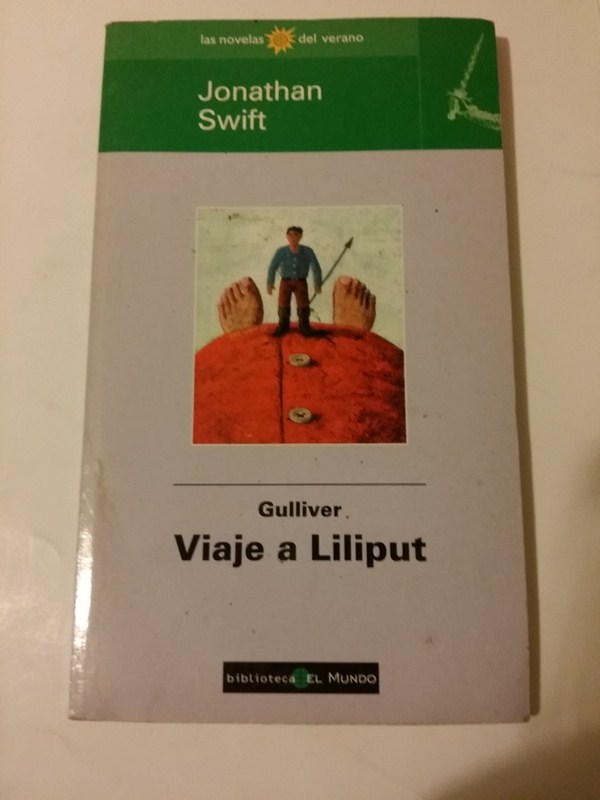 las novelas del verano
Jonathan
Swift
Gulliver
Viaje a Liliput
biblioteca EL MUNDO